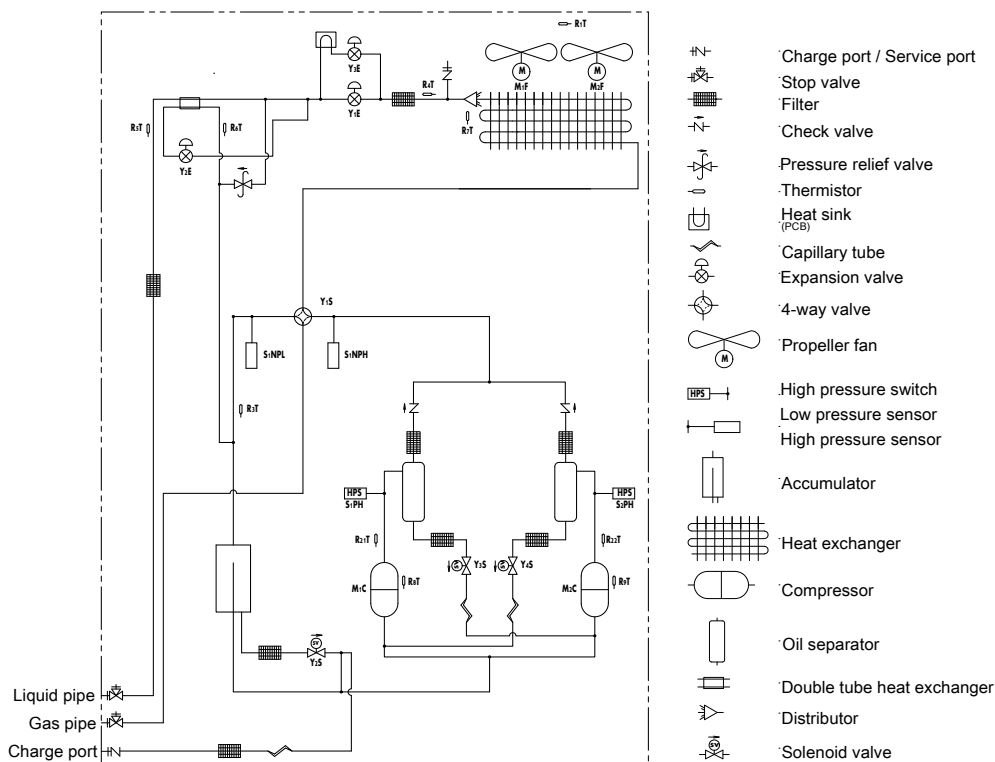 R1T
M M
M1F M2F
Y3E
R4T
Y1E
R7T
R5T R6T
Y2E
Y1S
S1NPL S1NPH
R3T
HPS HPS
S1PH S2PH
R21T R22T
SV Y3S SV Y4S
M1C R8T M2C R9T
SV
Y2S
Liquid pipe
Gas pipe
Charge port
Charge port / Service port
Stop valve
Filter
Check valve
Pressure relief valve
Thermistor
Heat sink
(PCB)
Capillary tube
Expansion valve
4-way valve
Propeller fan
M
HPS High pressure switch
Low pressure sensor
High pressure sensor
Accumulator
Heat exchanger
Compressor
Oil separator
Double tube heat exchanger
Distributor
SV Solenoid valve